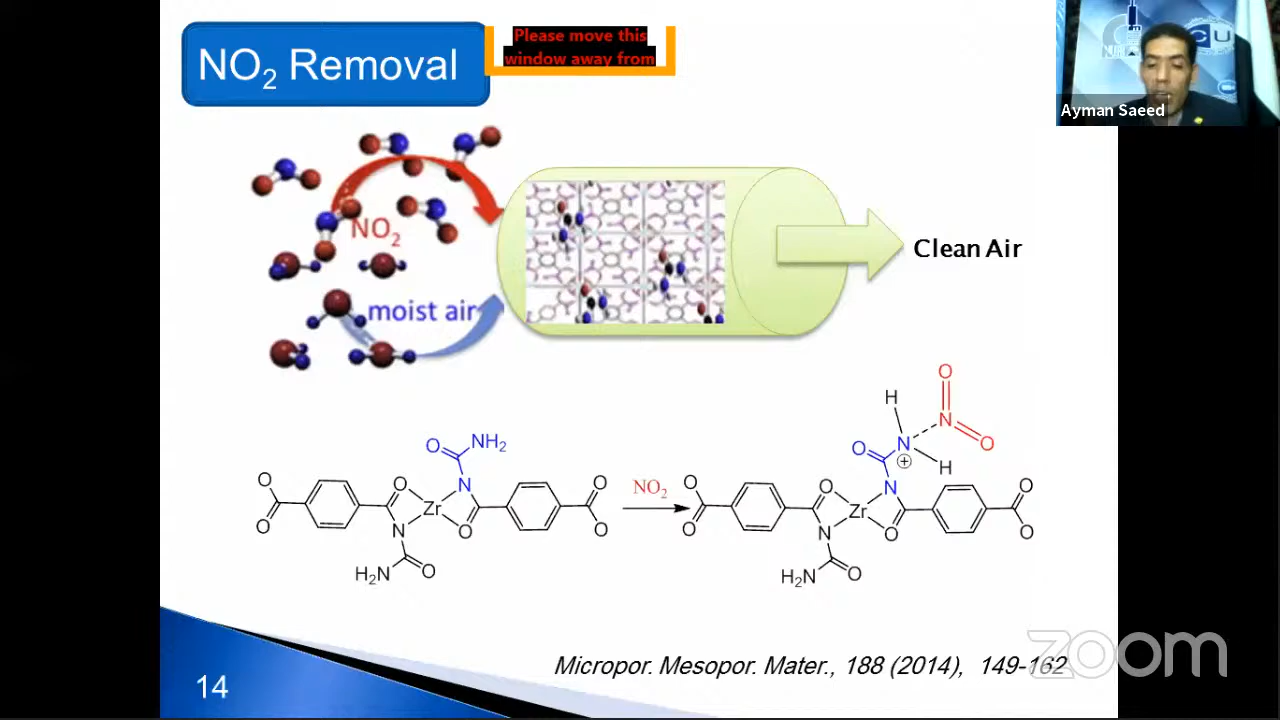 NO₂ Removal
Please move this
window away from
CU
Ayman Saeed
NO₂
moist air
Clean Air
O
NH₂
N
O
O
Zr
O
O
N
O
O
H₂N
O
NO₂
O
H
N
O
O
N
H
⊕
N
O
O
Zr
O
O
N
O
O
H₂N
O
Micropor. Mesopor. Mater., 188 (2014), 149-162
zoom
14